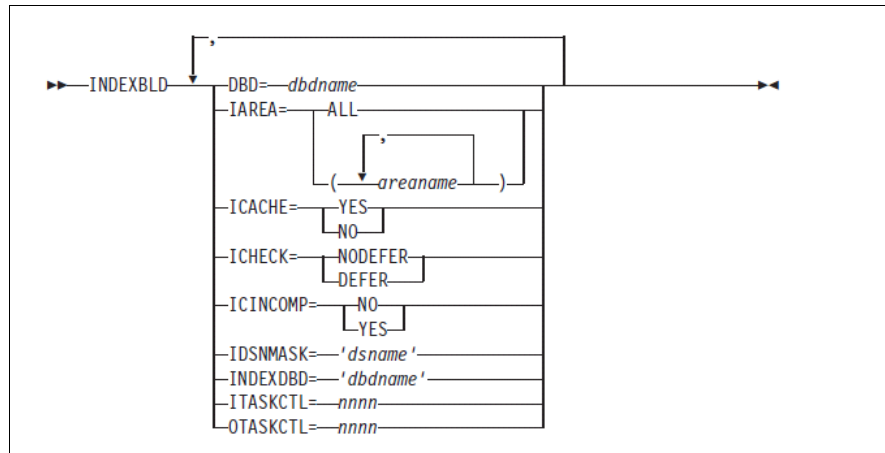 ,
INDEXBLD DBD= dbdname
IAREA= ALL
,
( areaname )
ICACHE= YES
NO
ICHECK= NODEFER
DEFER
ICINCOMP= NO
YES
IDSNMASK= 'dsname'
INDEXDBD= 'dbdname'
ITASKCTL= nnnn
OTASKCTL= nnnn